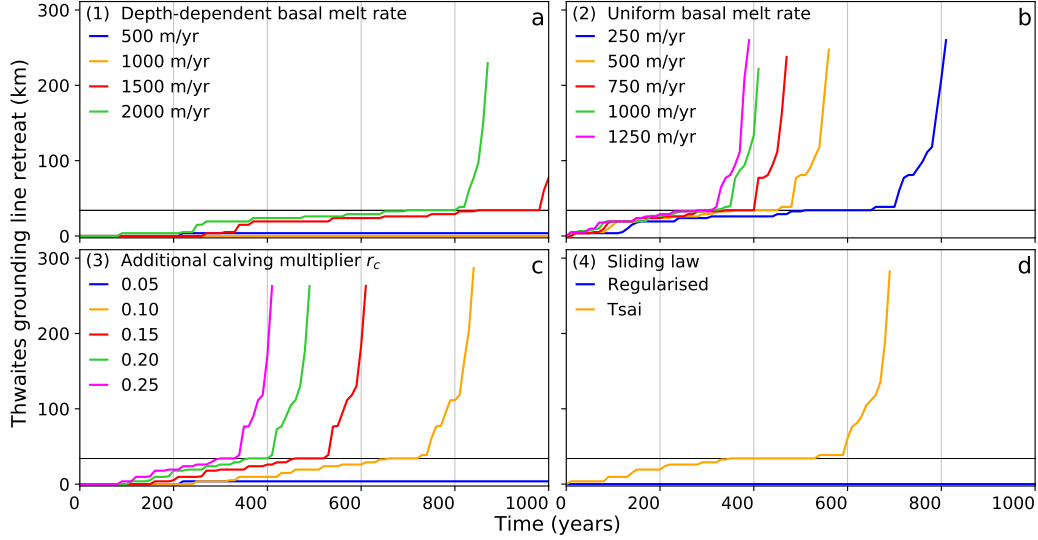 (1) Depth-dependent basal melt rate
a
500 m/yr
1000 m/yr
1500 m/yr
2000 m/yr
300
200
100
0
(2) Uniform basal melt rate
b
250 m/yr
500 m/yr
750 m/yr
1000 m/yr
1250 m/yr
Thwaites grounding line retreat (km)
(3) Additional calving multiplier r_c
c
0.05
0.10
0.15
0.20
0.25
300
200
100
0
0 200 400 600 800 1000
(4) Sliding law
d
Regularised
Tsai
0 200 400 600 800 1000
Time (years)